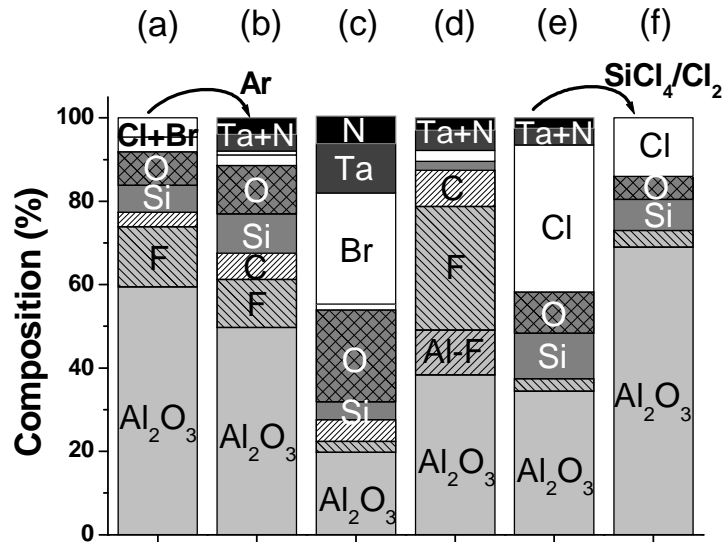 (a) (b) (c) (d) (e) (f)
Ar
SiCl₄/Cl₂
Composition (%)
100
80
60
40
20
0
Cl+Br
O
Si
F
Al₂O₃
Ta+N
O
Si
C
F
Al₂O₃
N
Ta
Br
O
Si
Al₂O₃
Ta+N
C
F
Al-F
Al₂O₃
Ta+N
Cl
O
Si
Al₂O₃
Cl
O
Si
Al₂O₃